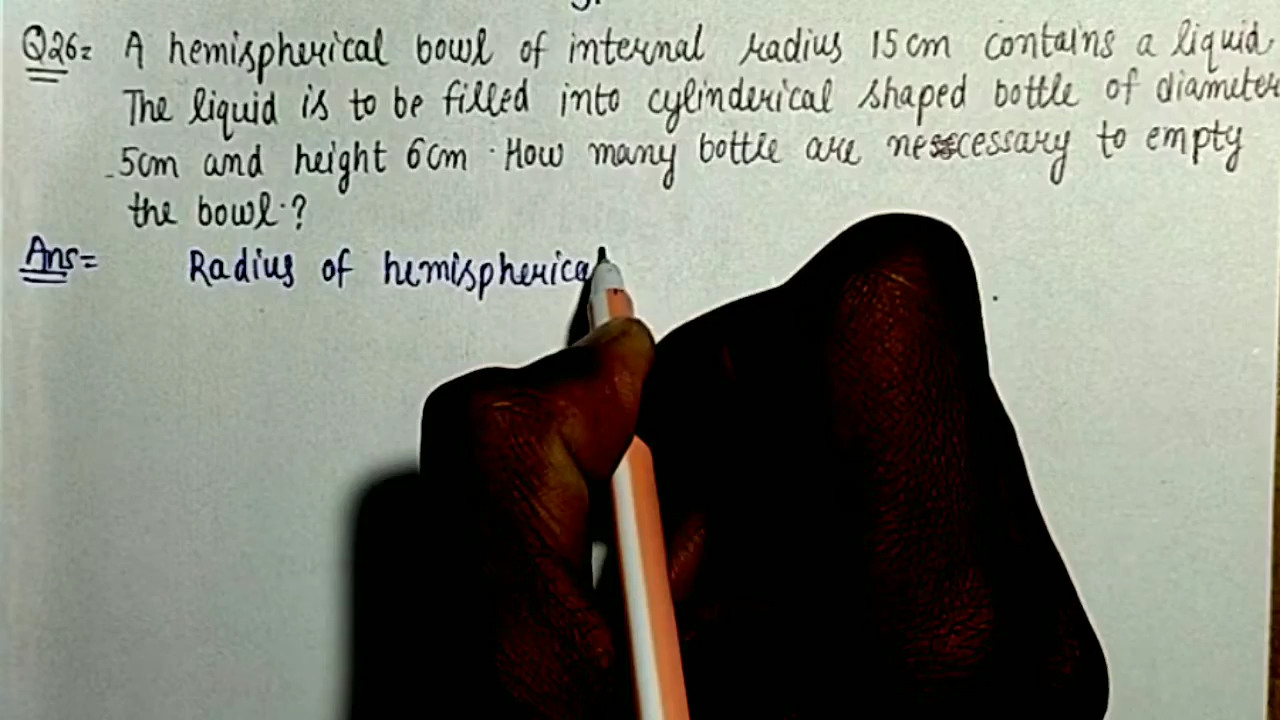 Q26= A hemispherical bowl of internal radius 15cm contains a liquid.
The liquid is to be filled into cylinderical shaped bottle of diameter
5cm and height 6cm. How many bottle are nesscessary to empty
the bowl.?
Ans= Radius of hemispherica